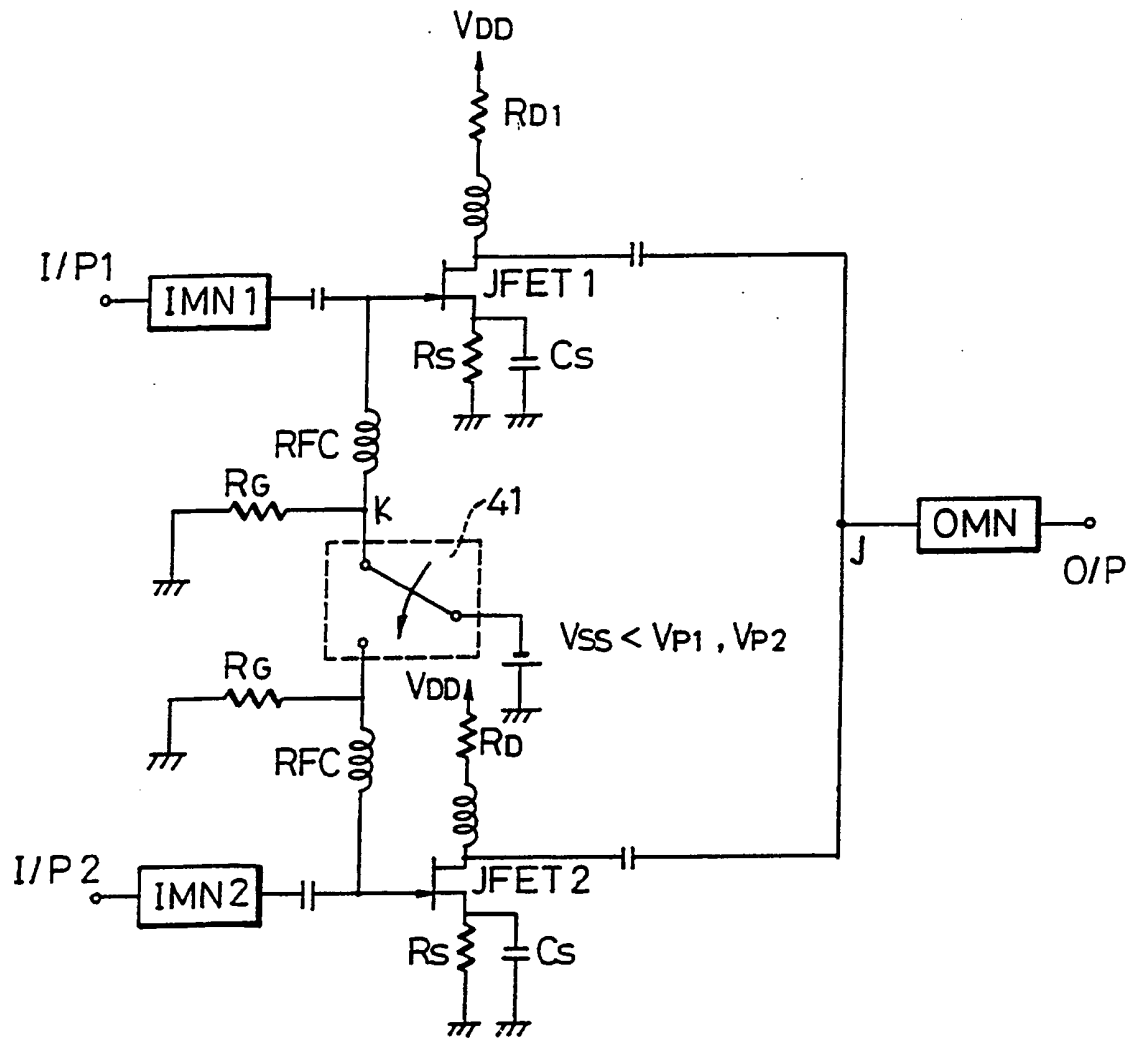 VDD
RD1
I/P1
IMN1
JFET1
Rs
Cs
RFC
RG
K
41
J
OMN
O/P
VSS < VP1 , VP2
RG
VDD
RD
RFC
I/P2
IMN2
JFET2
Rs
Cs